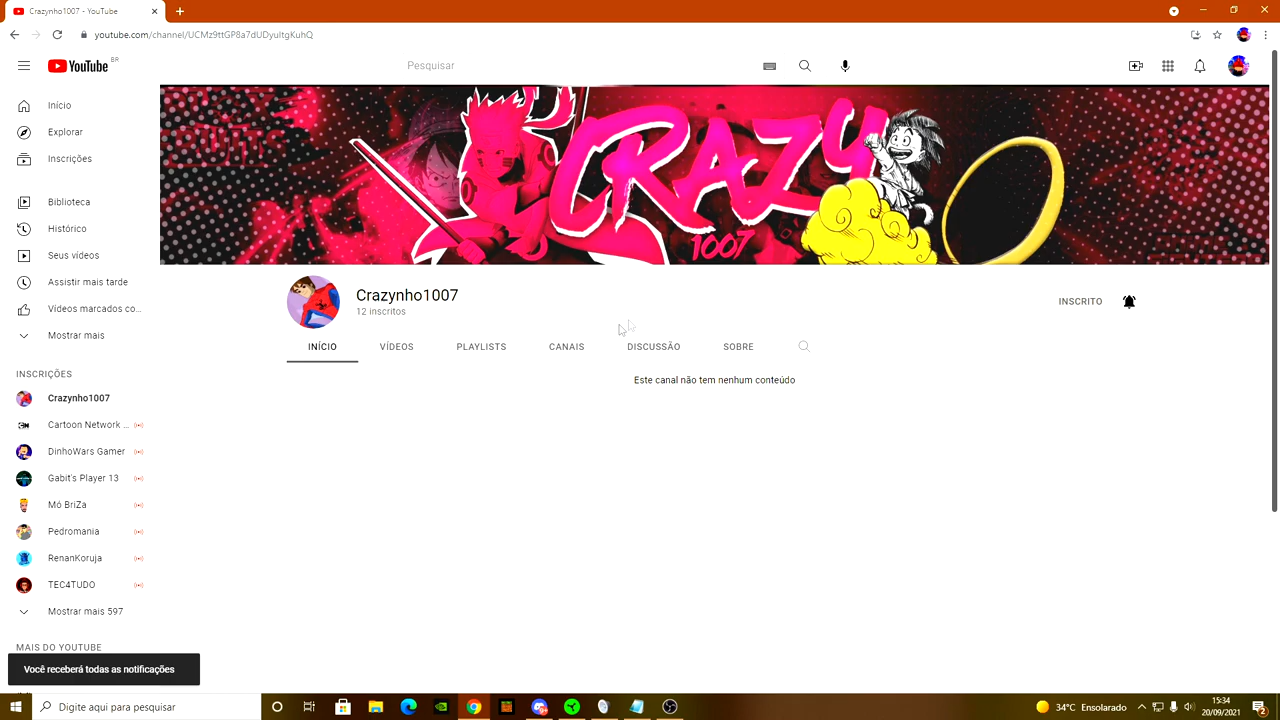 Crazynho1007 - YouTube
youtube.com/channel/UCMz9ttGP8a7dUDyultgKuhQ
YouTube BR
Pesquisar
Início
Explorar
Inscrições
Biblioteca
Histórico
Seus vídeos
Assistir mais tarde
Vídeos marcados co...
Mostrar mais
INSCRIÇÕES
Crazynho1007
Cartoon Network ...
DinhoWars Gamer
Gabit's Player 13
Mó BriZa
Pedromania
RenanKoruja
TEC4TUDO
Mostrar mais 597
MAIS DO YOUTUBE
Você receberá todas as notificações
CRAZY
1007
Crazynho1007
12 inscritos
INSCRITO
INÍCIO
VÍDEOS
PLAYLISTS
CANAIS
DISCUSSÃO
SOBRE
Este canal não tem nenhum conteúdo
Digite aqui para pesquisar
34°C Ensolarado
15:34
20/09/2021
2